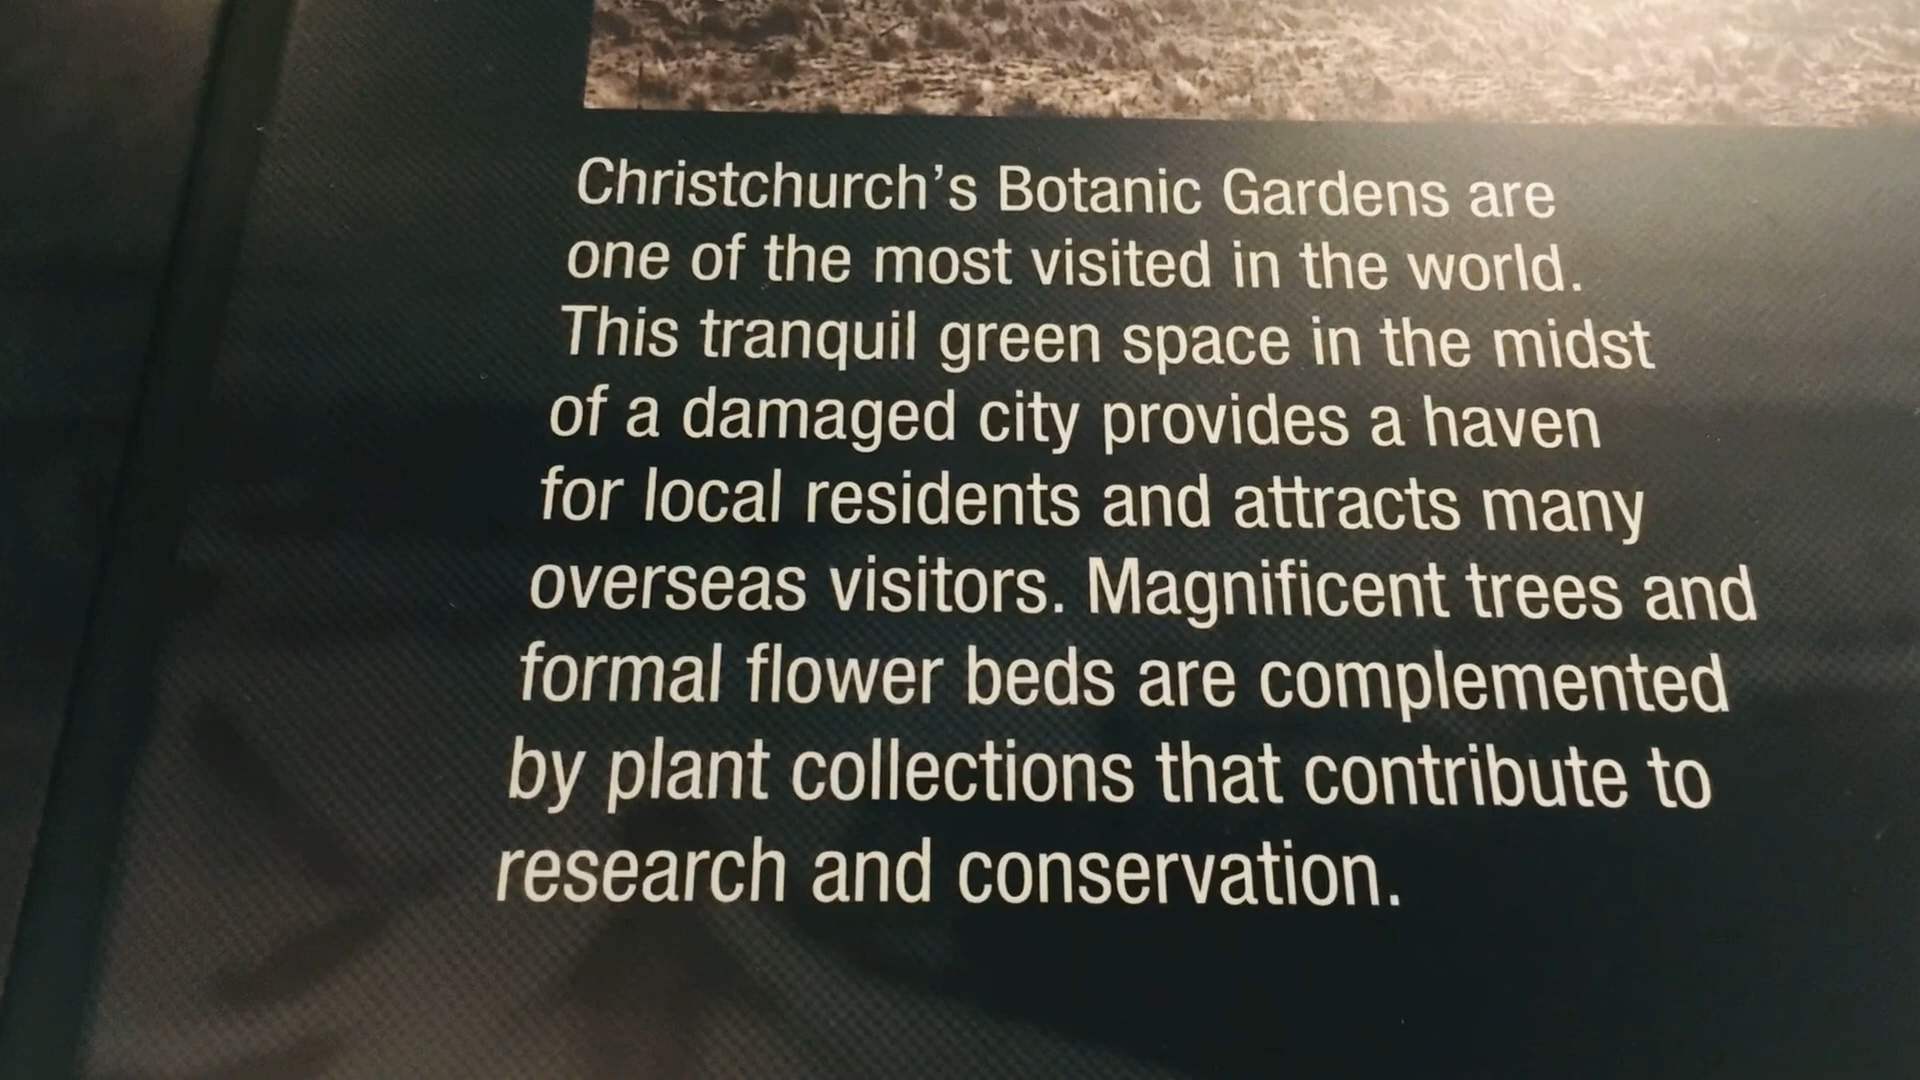 Christchurch’s Botanic Gardens are
one of the most visited in the world.
This tranquil green space in the midst
of a damaged city provides a haven
for local residents and attracts many
overseas visitors. Magnificent trees and
formal flower beds are complemented
by plant collections that contribute to
research and conservation.